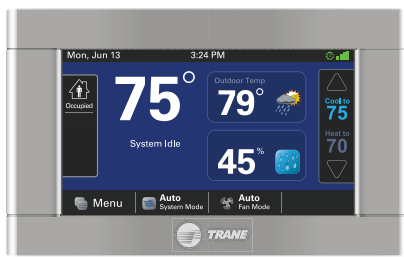 Mon, Jun 13 3:24 PM
Occupied
75°
System Idle
Outdoor Temp
79°
45%
Cool to
75
Heat to
70
Menu
Auto
System Mode
Auto
Fan Mode
TRANE